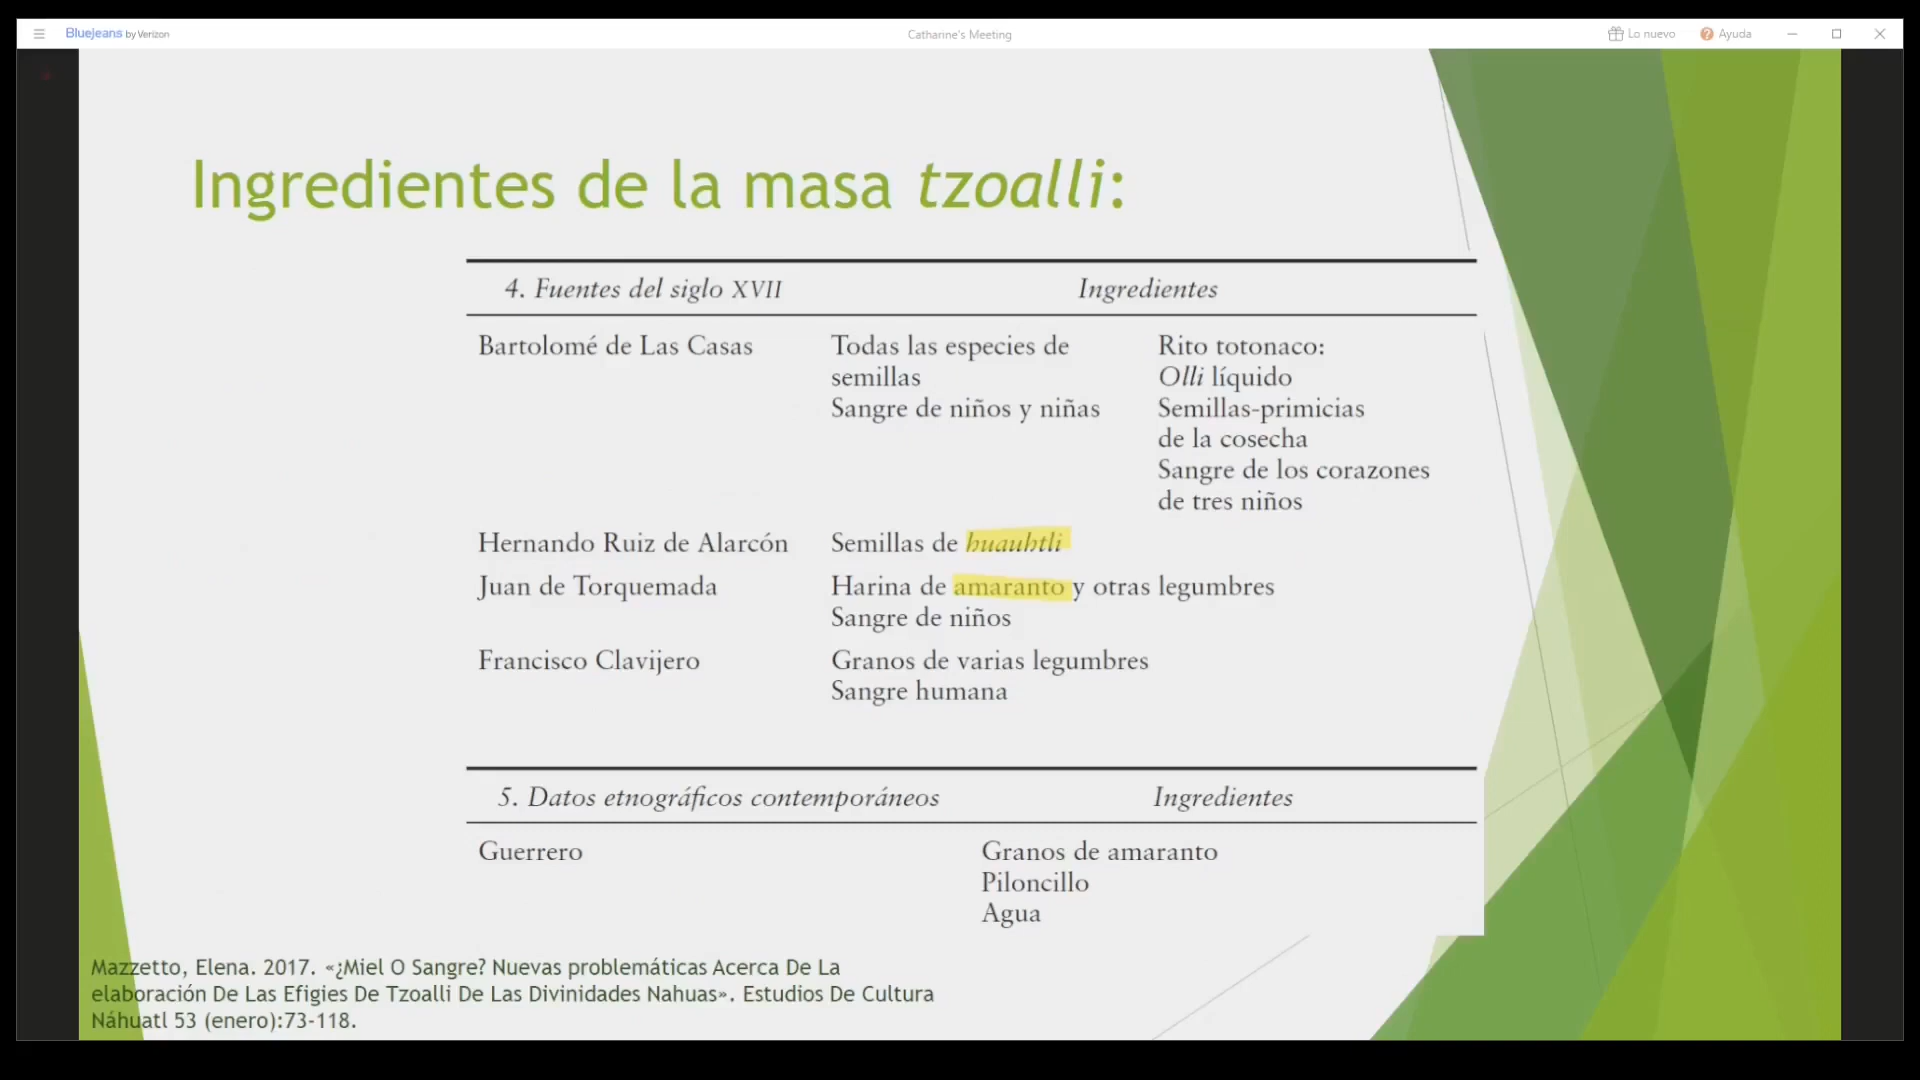 BlueJeans by Verizon
Catharine's Meeting
Lo nuevo
Ayuda
Ingredientes de la masa tzoalli:
4. Fuentes del siglo XVII Ingredientes
Bartolomé de Las Casas
Todas las especies de
semillas
Sangre de niños y niñas
Rito totonaco:
Olli líquido
Semillas-primicias
de la cosecha
Sangre de los corazones
de tres niños
Hernando Ruiz de Alarcón
Semillas de huauhtli
Juan de Torquemada
Harina de amaranto y otras legumbres
Sangre de niños
Francisco Clavijero
Granos de varias legumbres
Sangre humana
5. Datos etnográficos contemporáneos Ingredientes
Guerrero
Granos de amaranto
Piloncillo
Agua
Mazzetto, Elena. 2017. «¿Miel O Sangre? Nuevas problemáticas Acerca De La
elaboración De Las Efigies De Tzoalli De Las Divinidades Nahuas». Estudios De Cultura
Náhuatl 53 (enero):73-118.